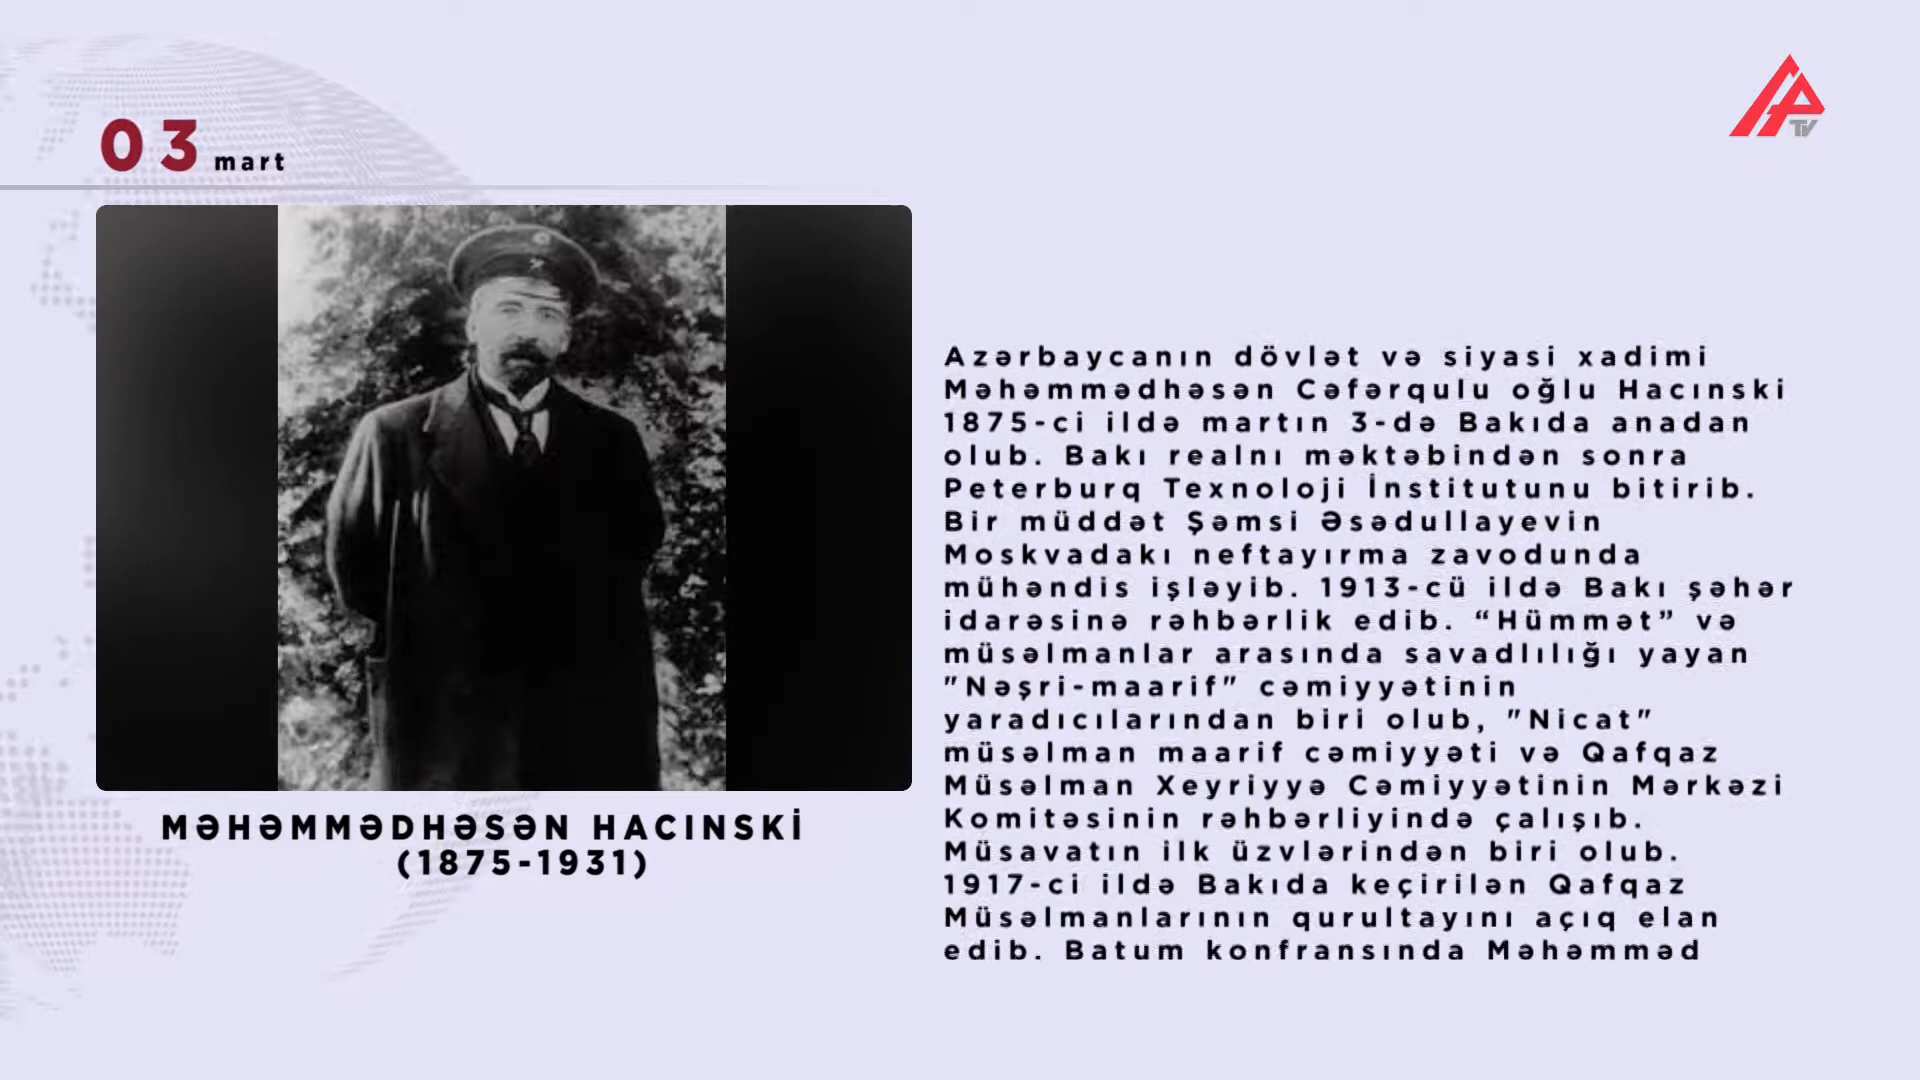 03 mart
TV
MƏHƏMMƏDHƏSƏN HACINSKİ
(1875-1931)
Azərbaycanın dövlət və siyasi xadimi
Məhəmmədhəsən Cəfərqulu oğlu Hacınski
1875-ci ildə martın 3-də Bakıda anadan
olub. Bakı realnı məktəbindən sonra
Peterburq Texnoloji İnstitutunu bitirib.
Bir müddət Şəmsi Əsədullayevin
Moskvadakı neftayırma zavodunda
mühəndis işləyib. 1913-cü ildə Bakı şəhər
idarəsinə rəhbərlik edib. “Hümmət” və
müsəlmanlar arasında savadlılığı yayan
"Nəşri-maarif" cəmiyyətinin
yaradıcılarından biri olub, "Nicat"
müsəlman maarif cəmiyyəti və Qafqaz
Müsəlman Xeyriyyə Cəmiyyətinin Mərkəzi
Komitəsinin rəhbərliyində çalışıb.
Müsavatın ilk üzvlərindən biri olub.
1917-ci ildə Bakıda keçirilən Qafqaz
Müsəlmanlarının qurultayını açıq elan
edib. Batum konfransında Məhəmməd